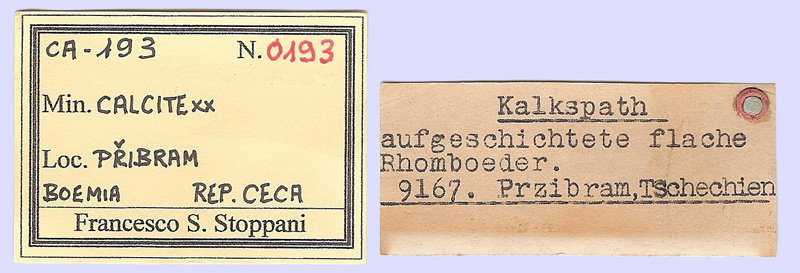 CA-193 N.0193
Min. CALCITE xx
Loc. PŘIBRAM
BOEMIA REP. CECA
Francesco S. Stoppani
Kalkspath
aufgeschichtete flache
Rhomboeder.
9167. Przibram,TSchechien